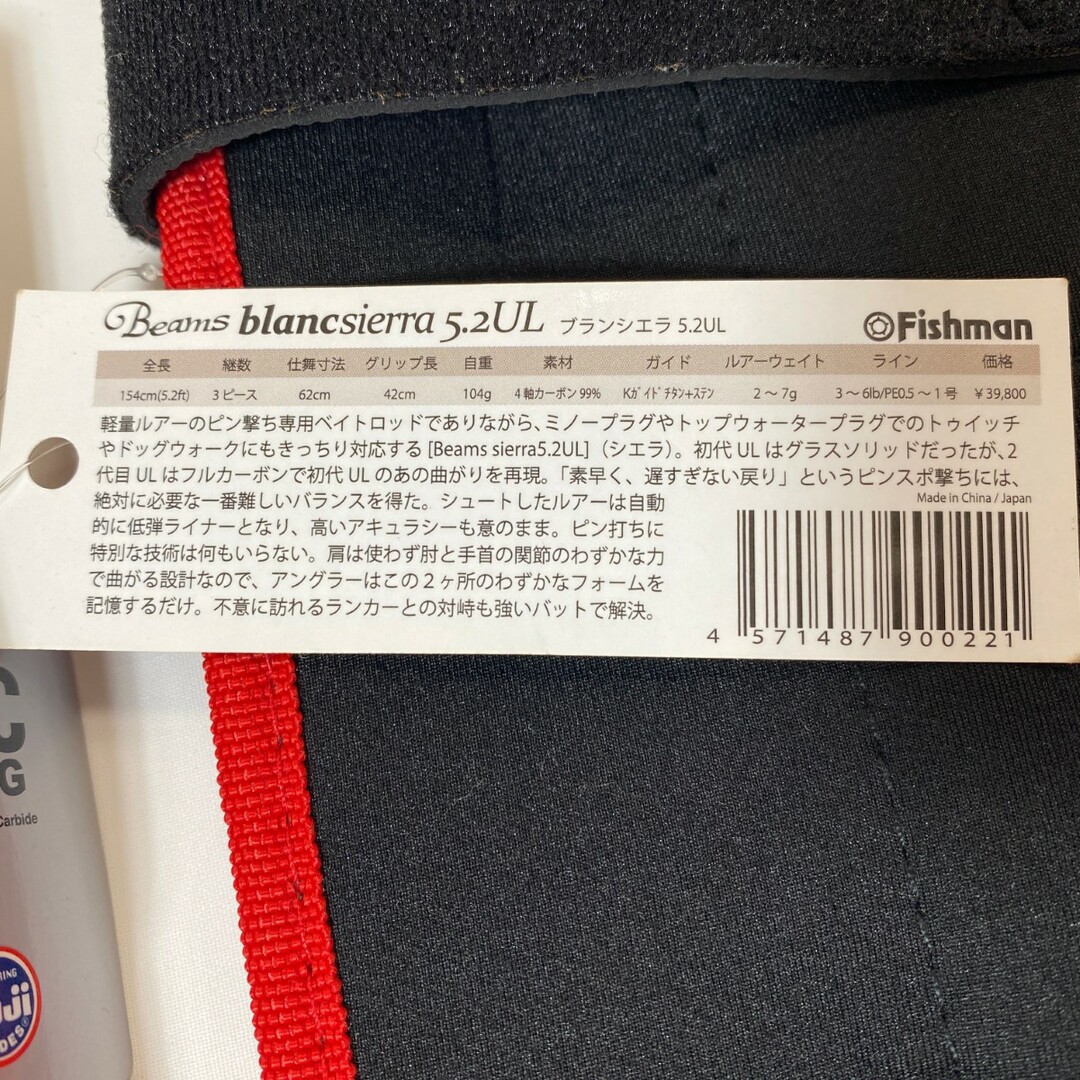 Beams blancsierra 5.2UL ブランシエラ 5.2UL
Fishman
全長 継数 仕舞寸法 グリップ長 自重 素材 ガイド ルアーウェイト ライン 価格
154cm(5.2ft) 3ピース 62cm 42cm 104g 4軸カーボン99% Kガイドチタン+ステン 2～7g 3～6lb/PE0.5～1号 ￥39,800
軽量ルアーのピン撃ち専用ベイトロッドでありながら、ミノープラグやトップウォータープラグでのトゥイッチ
やドッグウォークにもきっちり対応する [Beams sierra5.2UL]（シエラ）。初代 UL はグラスソリッドだったが、2
代目 UL はフルカーボンで初代 UL のあの曲がりを再現。「素早く、遅すぎない戻り」というピンスポ撃ちには、
絶対に必要な一番難しいバランスを得た。シュートしたルアーは自動
的に低弾ライナーとなり、高いアキュラシーも意のまま。ピン打ちに
特別な技術は何もいらない。肩は使わず肘と手首の関節のわずかな力
で曲がる設計なので、アングラーはこの２ヶ所のわずかなフォームを
記憶するだけ。不意に訪れるランカーとの対峙も強いバットで解決。
Made in China / Japan
4 571487 900221
C
G
Carbide
RING